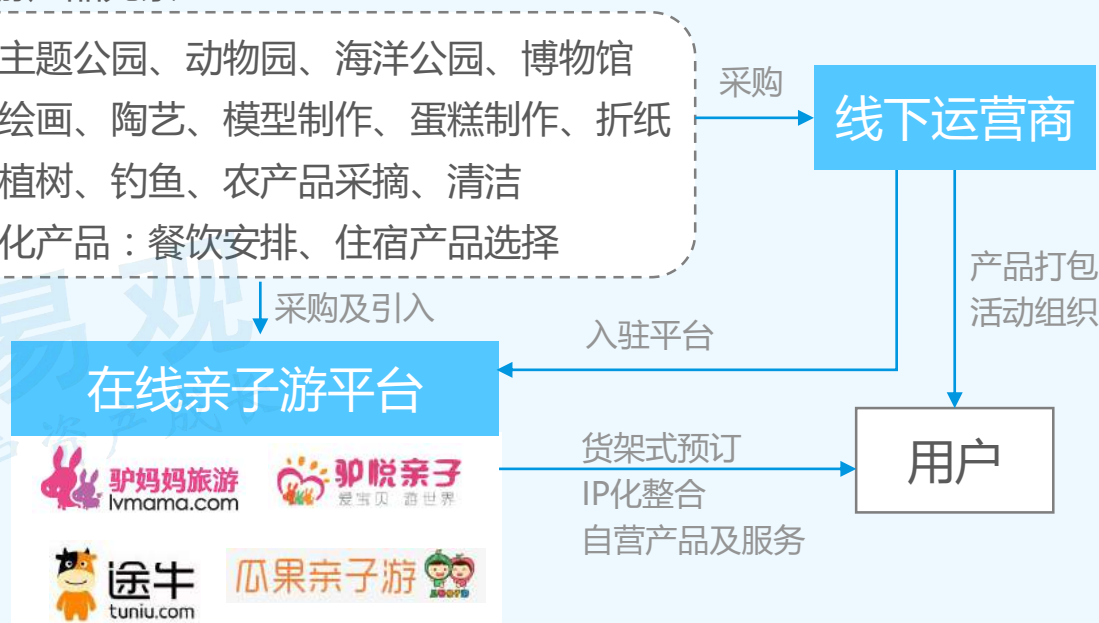 主题公园、动物园、海洋公园、博物馆
绘画、陶艺、模型制作、蛋糕制作、折纸
植树、钓鱼、农产品采摘、清洁
化产品：餐饮安排、住宿产品选择
采购
线下运营商
产品打包
活动组织
采购及引入
入驻平台
易观
在线亲子游平台
货架式预订
IP化整合
自营产品及服务
用户
驴妈妈旅游
lvmama.com
驴悦亲子
爱宝贝 游世界
途牛
tuniu.com
瓜果亲子游